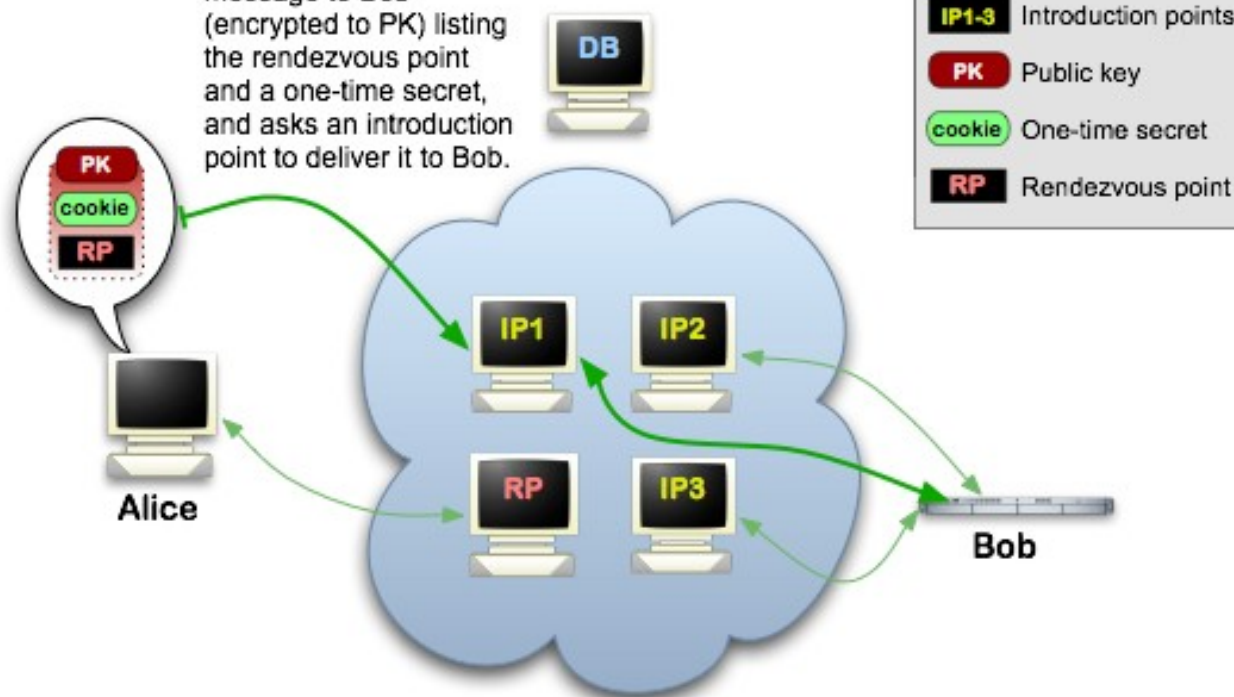 (encrypted to PK) listing
the rendezvous point
and a one-time secret,
and asks an introduction
point to deliver it to Bob.
DB
IP1-3 Introduction points
PK Public key
cookie One-time secret
RP Rendezvous point
PK
cookie
RP
IP1
IP2
RP
IP3
Alice
Bob